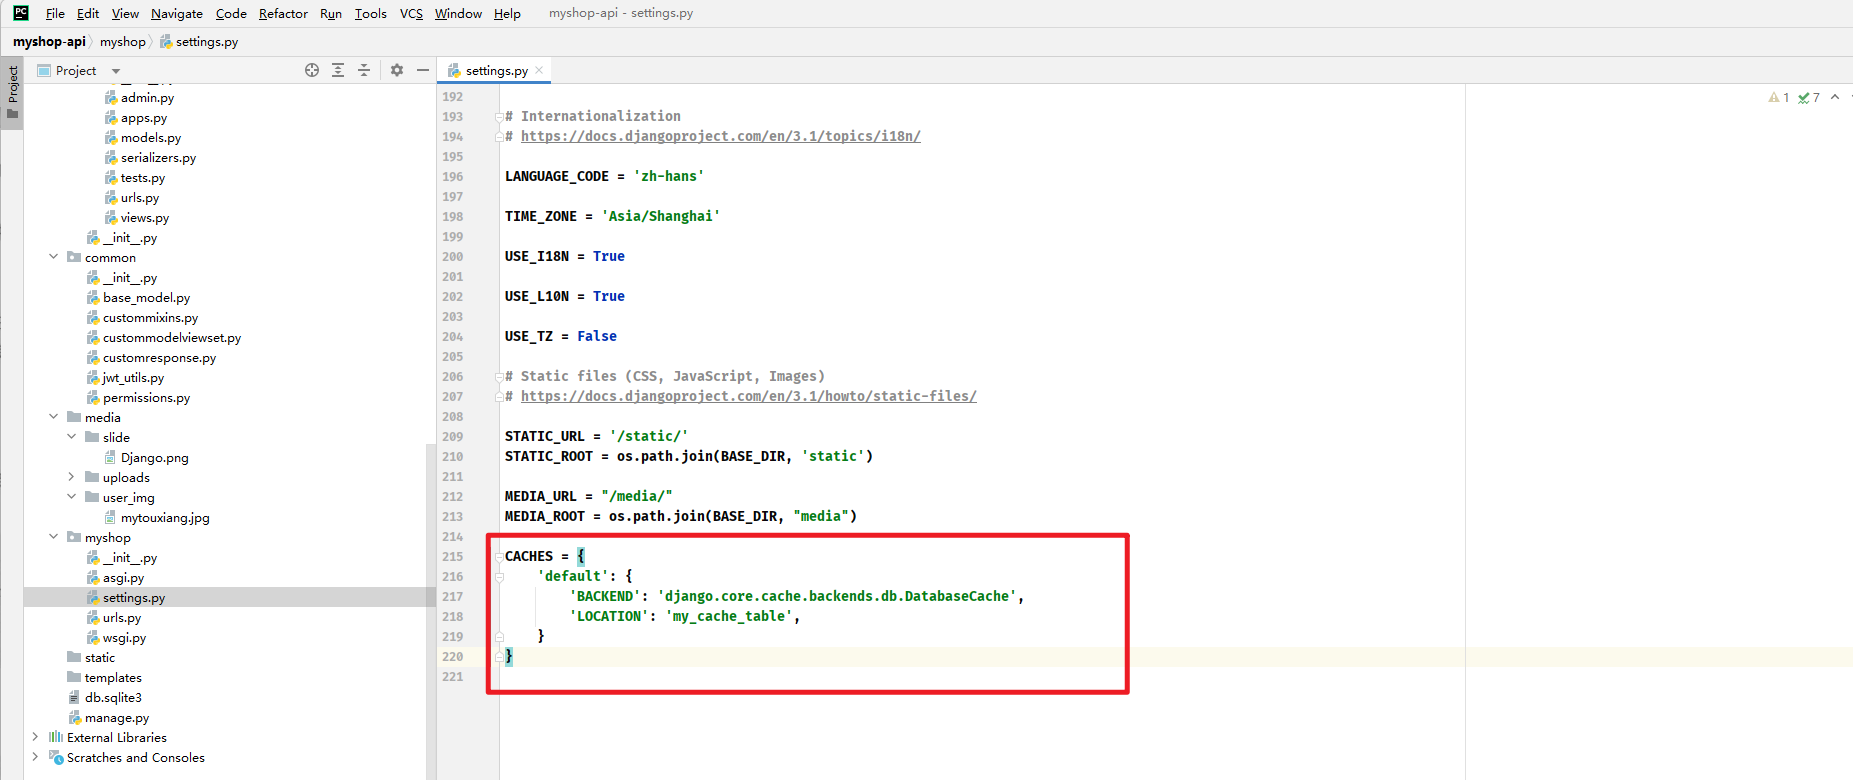 PC File Edit View Navigate Code Refactor Run Tools VCS Window Help myshop-api - settings.py
myshop-api myshop settings.py
Project
Project
settings.py
admin.py
apps.py
models.py
serializers.py
tests.py
urls.py
views.py
__init__.py
common
__init__.py
base_model.py
custommixins.py
custommodelviewset.py
customresponse.py
jwt_utils.py
permissions.py
media
slide
Django.png
uploads
user_img
mytouxiang.jpg
myshop
__init__.py
asgi.py
settings.py
urls.py
wsgi.py
static
templates
db.sqlite3
manage.py
External Libraries
Scratches and Consoles
1 7
192
193 # Internationalization
194 # https://docs.djangoproject.com/en/3.1/topics/i18n/
195
196 LANGUAGE_CODE = 'zh-hans'
197
198 TIME_ZONE = 'Asia/Shanghai'
199
200 USE_I18N = True
201
202 USE_L10N = True
203
204 USE_TZ = False
205
206 # Static files (CSS, JavaScript, Images)
207 # https://docs.djangoproject.com/en/3.1/howto/static-files/
208
209 STATIC_URL = '/static/'
210 STATIC_ROOT = os.path.join(BASE_DIR, 'static')
211
212 MEDIA_URL = "/media/"
213 MEDIA_ROOT = os.path.join(BASE_DIR, "media")
214
215 CACHES = {
216 'default': {
217 'BACKEND': 'django.core.cache.backends.db.DatabaseCache',
218 'LOCATION': 'my_cache_table',
219 }
220 }
221